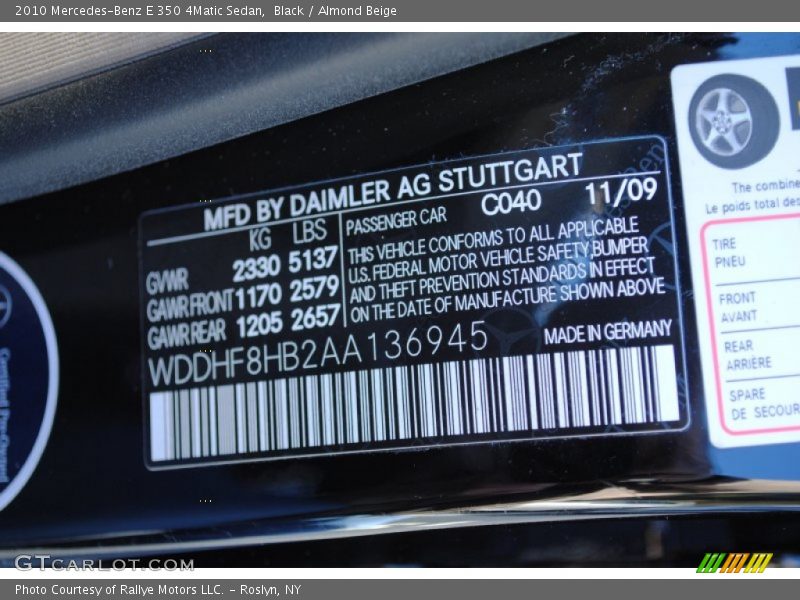 2010 Mercedes-Benz E 350 4Matic Sedan,  Black / Almond Beige
MFD BY DAIMLER AG STUTTGART
KG LBS
PASSENGER CAR C040 11/09
GVWR 2330 5137
GAWR FRONT 1170 2579
GAWR REAR 1205 2657
THIS VEHICLE CONFORMS TO ALL APPLICABLE
U.S. FEDERAL MOTOR VEHICLE SAFETY,BUMPER
AND THEFT PREVENTION STANDARDS IN EFFECT
ON THE DATE OF MANUFACTURE SHOWN ABOVE
WDDHF8HB2AA136945 MADE IN GERMANY
The combine
Le poids total des
TIRE
PNEU
FRONT
AVANT
REAR
ARRIÈRE
SPARE
DE SECOUR
Certified Pre-Owned
GTCARLOT.COM
Photo Courtesy of Rallye Motors LLC. - Roslyn, NY